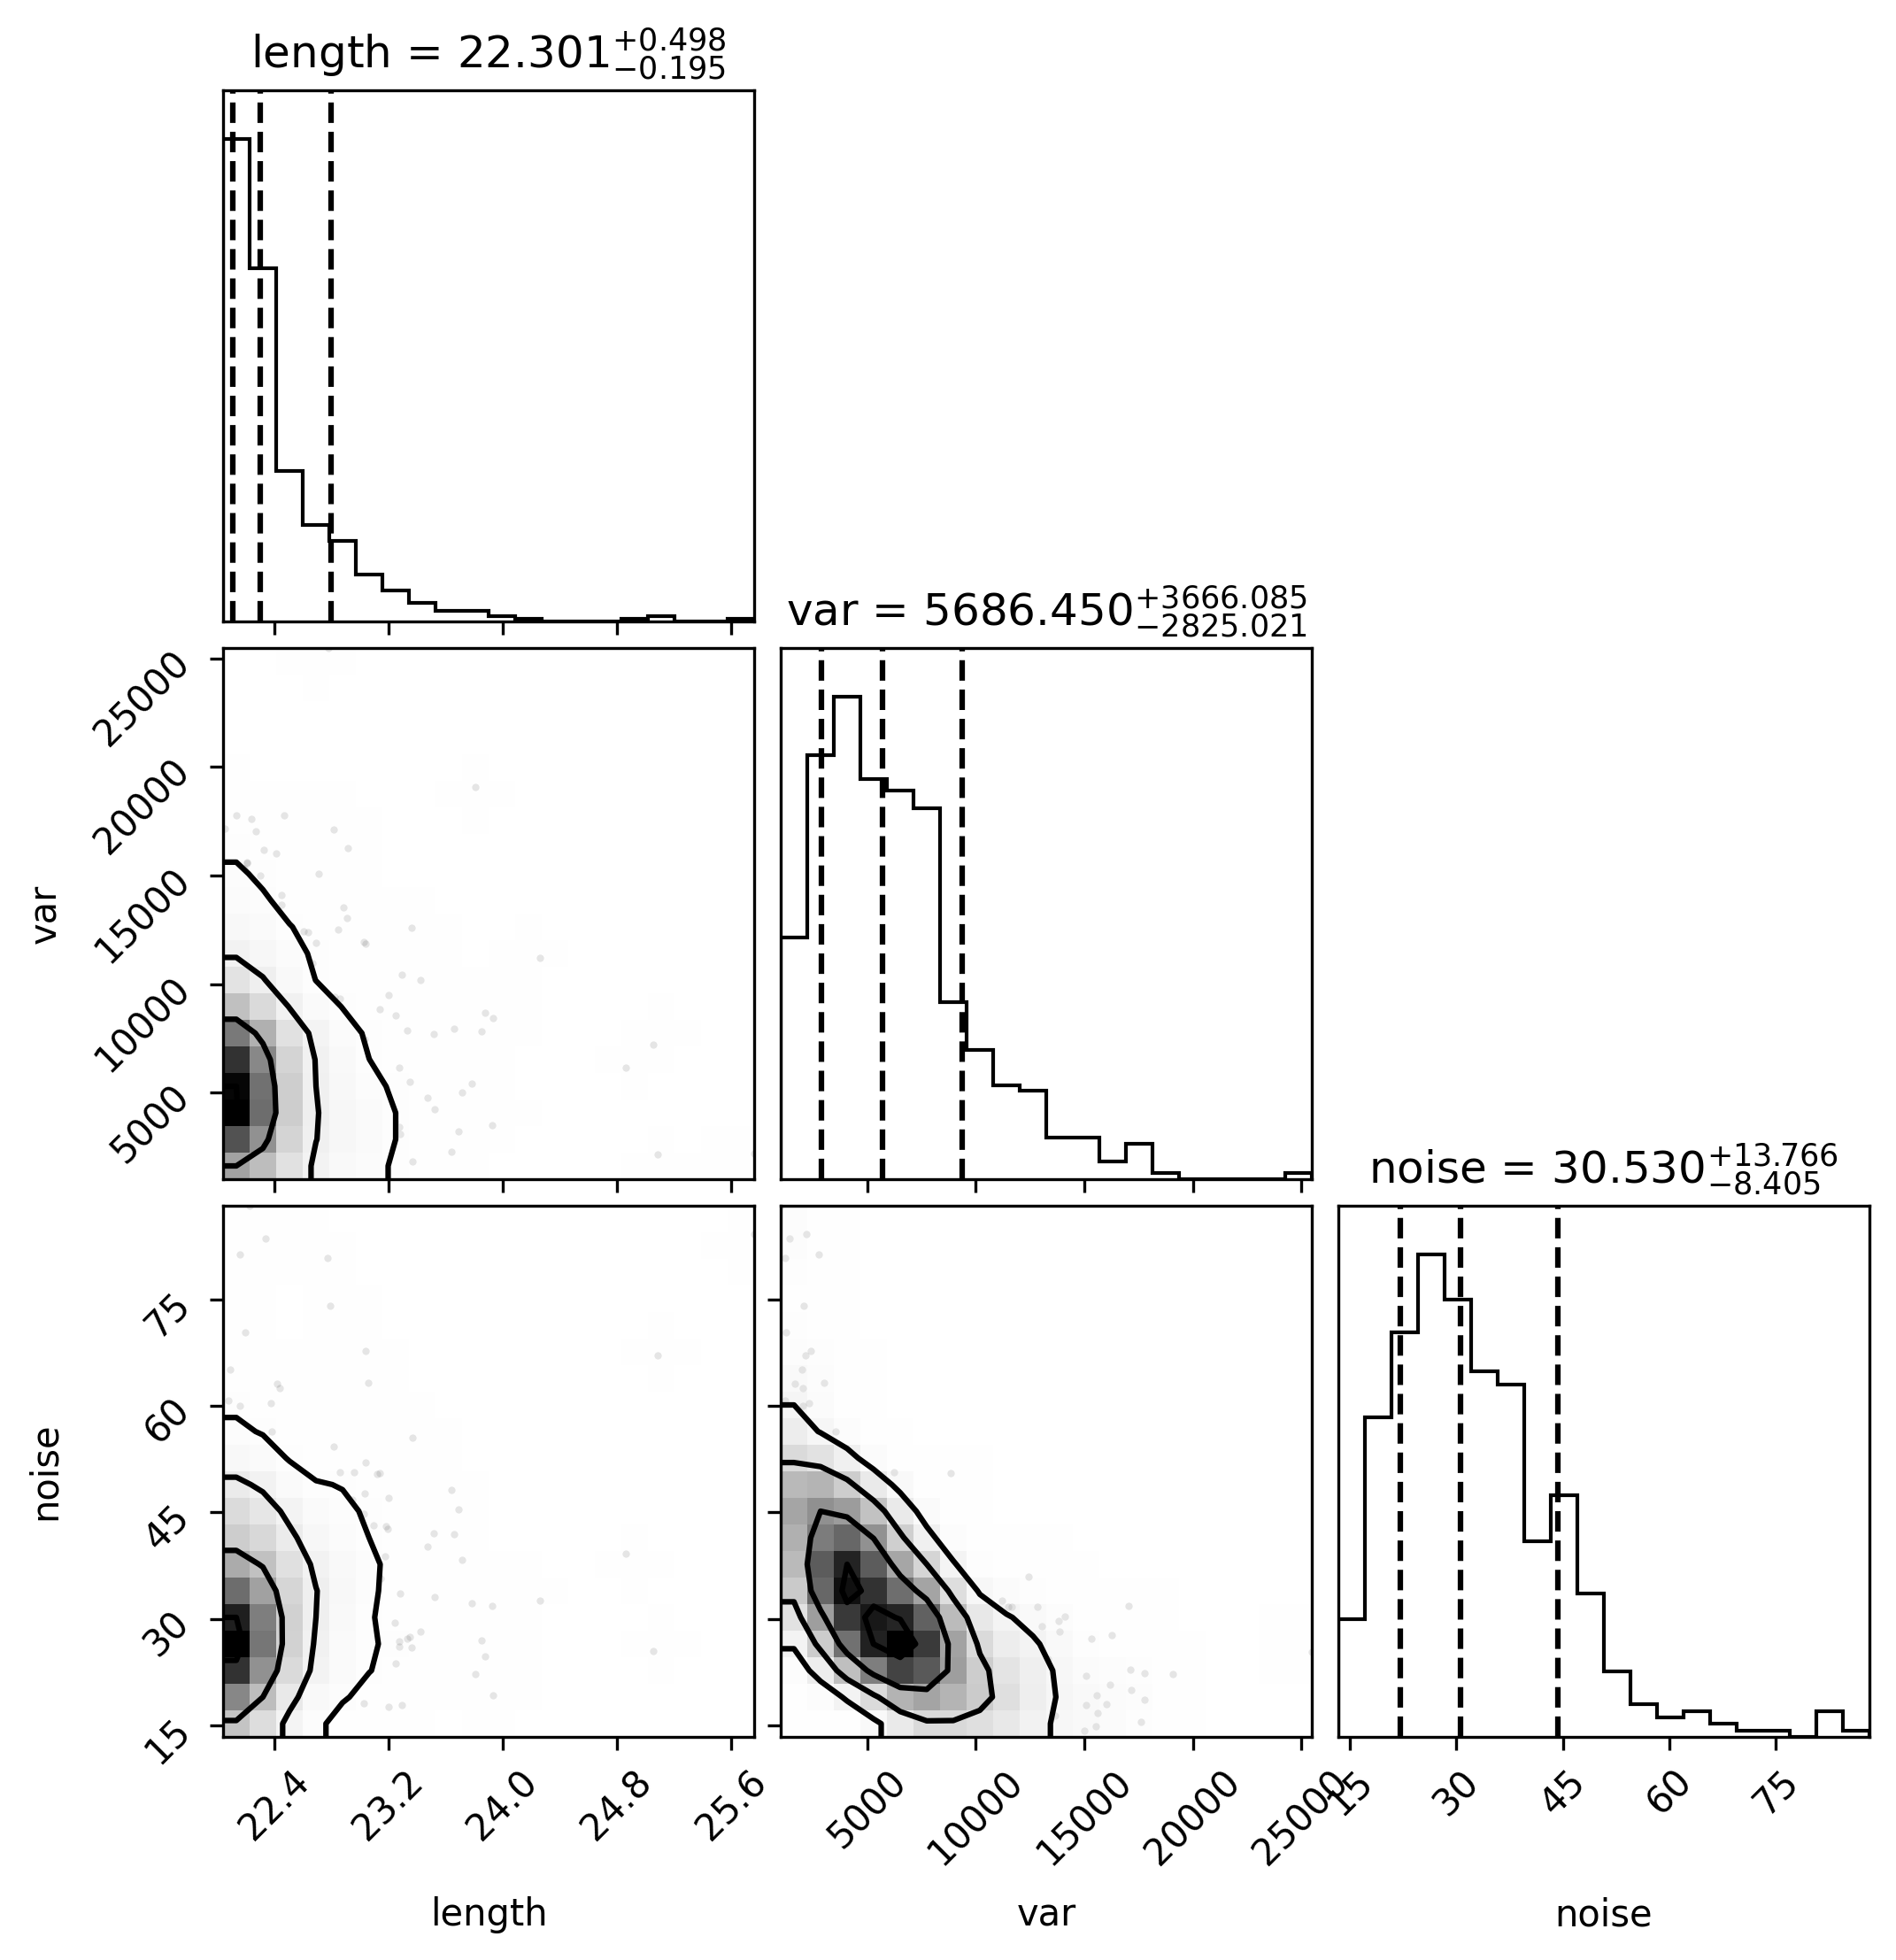 length = 22.301 +0.498 −0.195
var = 5686.450 +3666.085 −2825.021
25000
20000
15000
10000
5000
var
noise = 30.530 +13.766 −8.405
75
60
45
30
15
noise
22.4 23.2 24.0 24.8 25.6
5000 10000 15000 20000 25000
15 30 45 60 75
length var noise